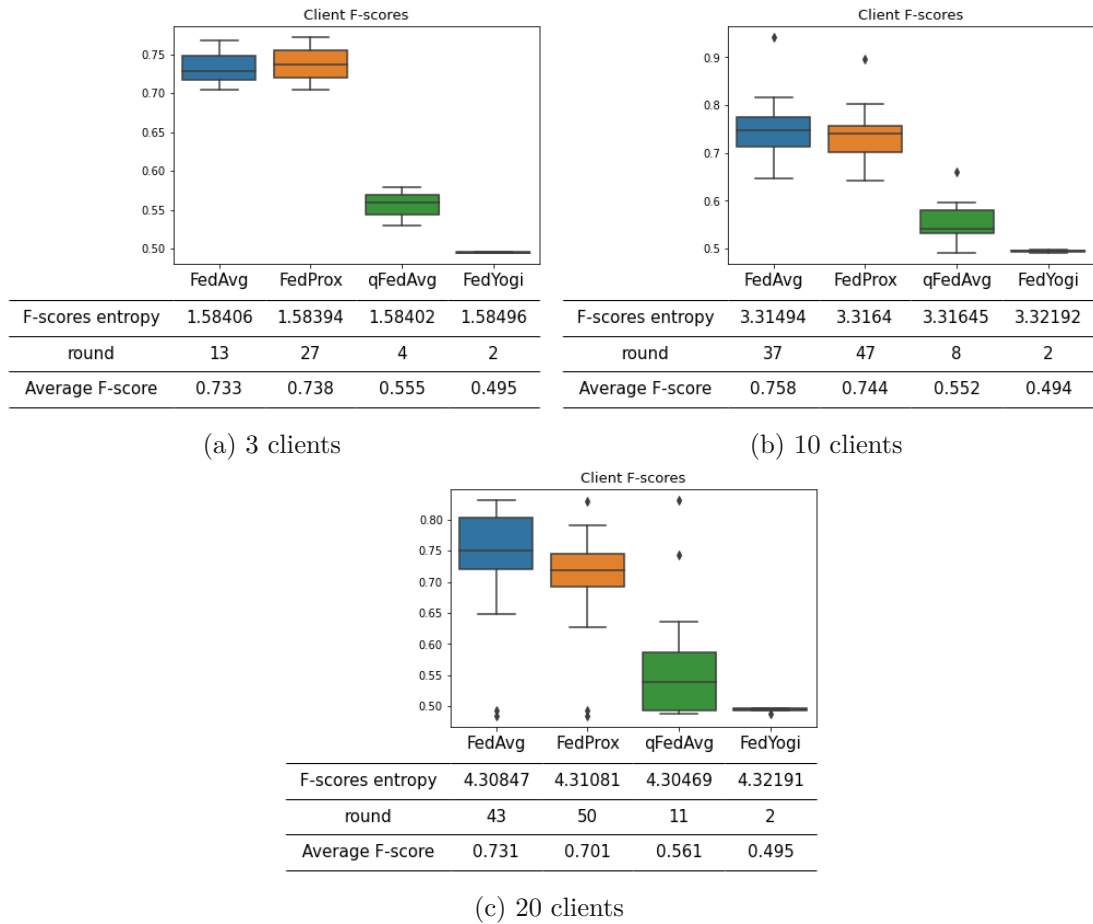 Client F-scores
0.75
0.70
0.65
0.60
0.55
0.50
FedAvg FedProx qFedAvg FedYogi
F-scores entropy 1.58406 1.58394 1.58402 1.58496
round 13 27 4 2
Average F-score 0.733 0.738 0.555 0.495
(a) 3 clients
Client F-scores
0.9
0.8
0.7
0.6
0.5
FedAvg FedProx qFedAvg FedYogi
F-scores entropy 3.31494 3.3164 3.31645 3.32192
round 37 47 8 2
Average F-score 0.758 0.744 0.552 0.494
(b) 10 clients
Client F-scores
0.80
0.75
0.70
0.65
0.60
0.55
0.50
FedAvg FedProx qFedAvg FedYogi
F-scores entropy 4.30847 4.31081 4.30469 4.32191
round 43 50 11 2
Average F-score 0.731 0.701 0.561 0.495
(c) 20 clients